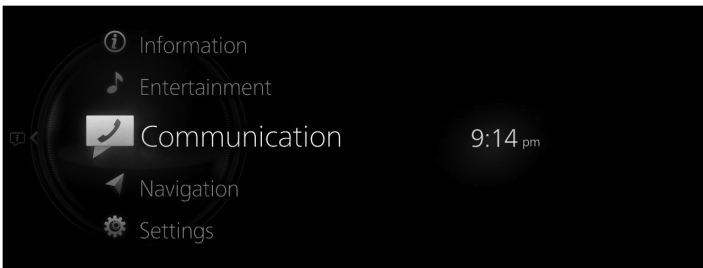 Information
Entertainment
Communication
9:14 pm
Navigation
Settings